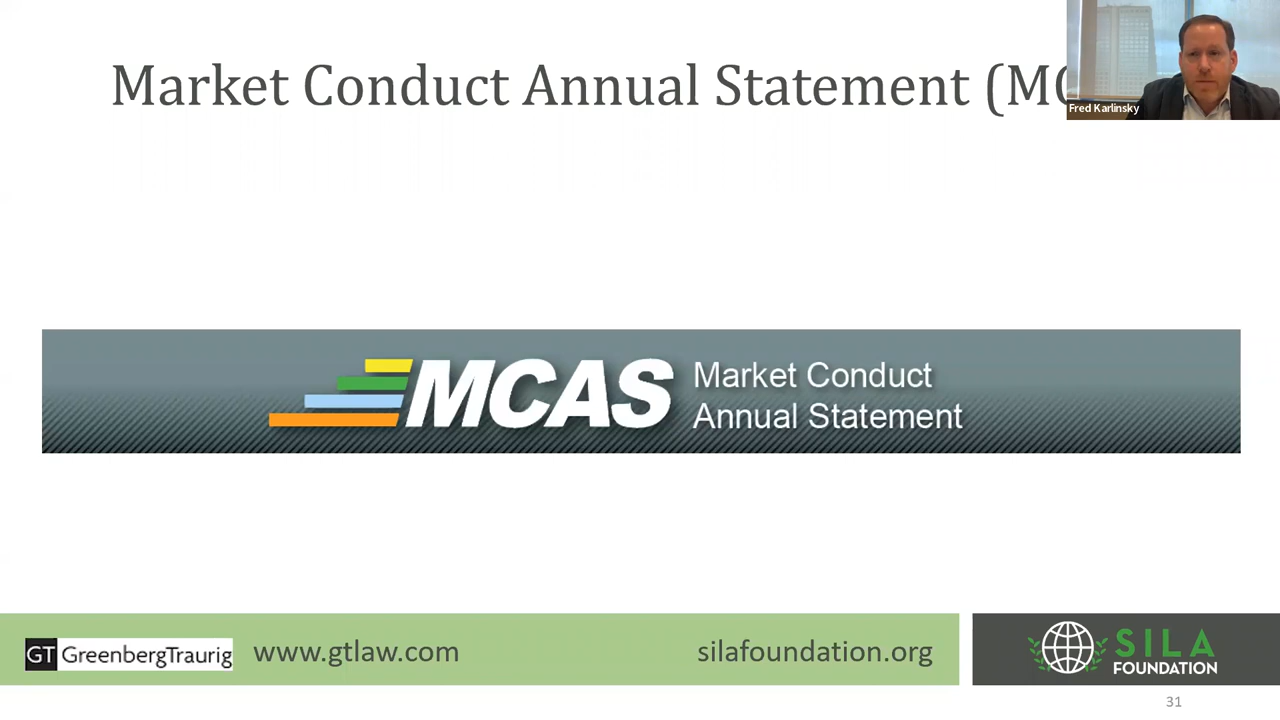 Market Conduct Annual Statement (MC
Fred Karlinsky
MCAS Market Conduct
Annual Statement
GT GreenbergTraurig www.gtlaw.com silafoundation.org SILA
FOUNDATION
31